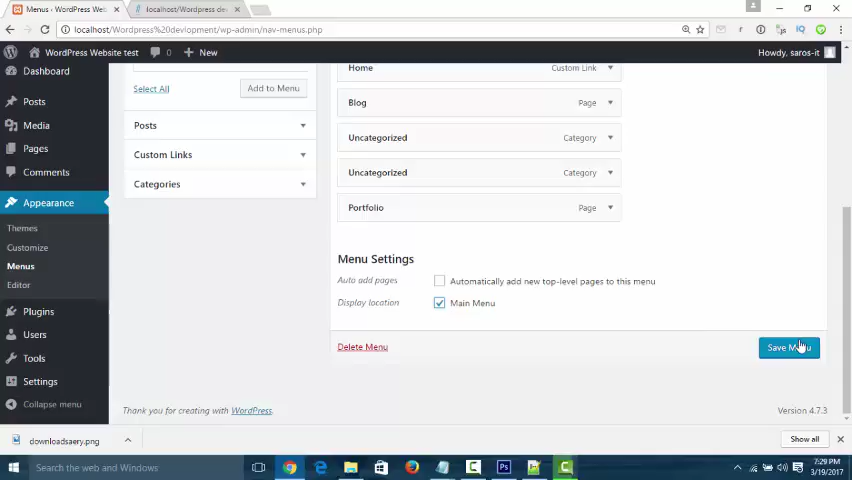 Menus ‹ WordPress Websit
localhost/Wordpress dev
localhost/Wordpress%20devlopment/wp-admin/nav-menus.php
WordPress Website test
0
New
Howdy, saros-it
Dashboard
Posts
Media
Pages
Comments
Appearance
Themes
Customize
Menus
Editor
Plugins
Users
Tools
Settings
Collapse menu
Select All
Add to Menu
Posts
Custom Links
Categories
Home
Custom Link
Blog
Page
Uncategorized
Category
Uncategorized
Category
Portfolio
Page
Menu Settings
Auto add pages
Automatically add new top-level pages to this menu
Display location
Main Menu
Delete Menu
Save Menu
Thank you for creating with WordPress.
Version 4.7.3
downloadsaery.png
Show all
Search the web and Windows
7:29 PM
3/19/2017